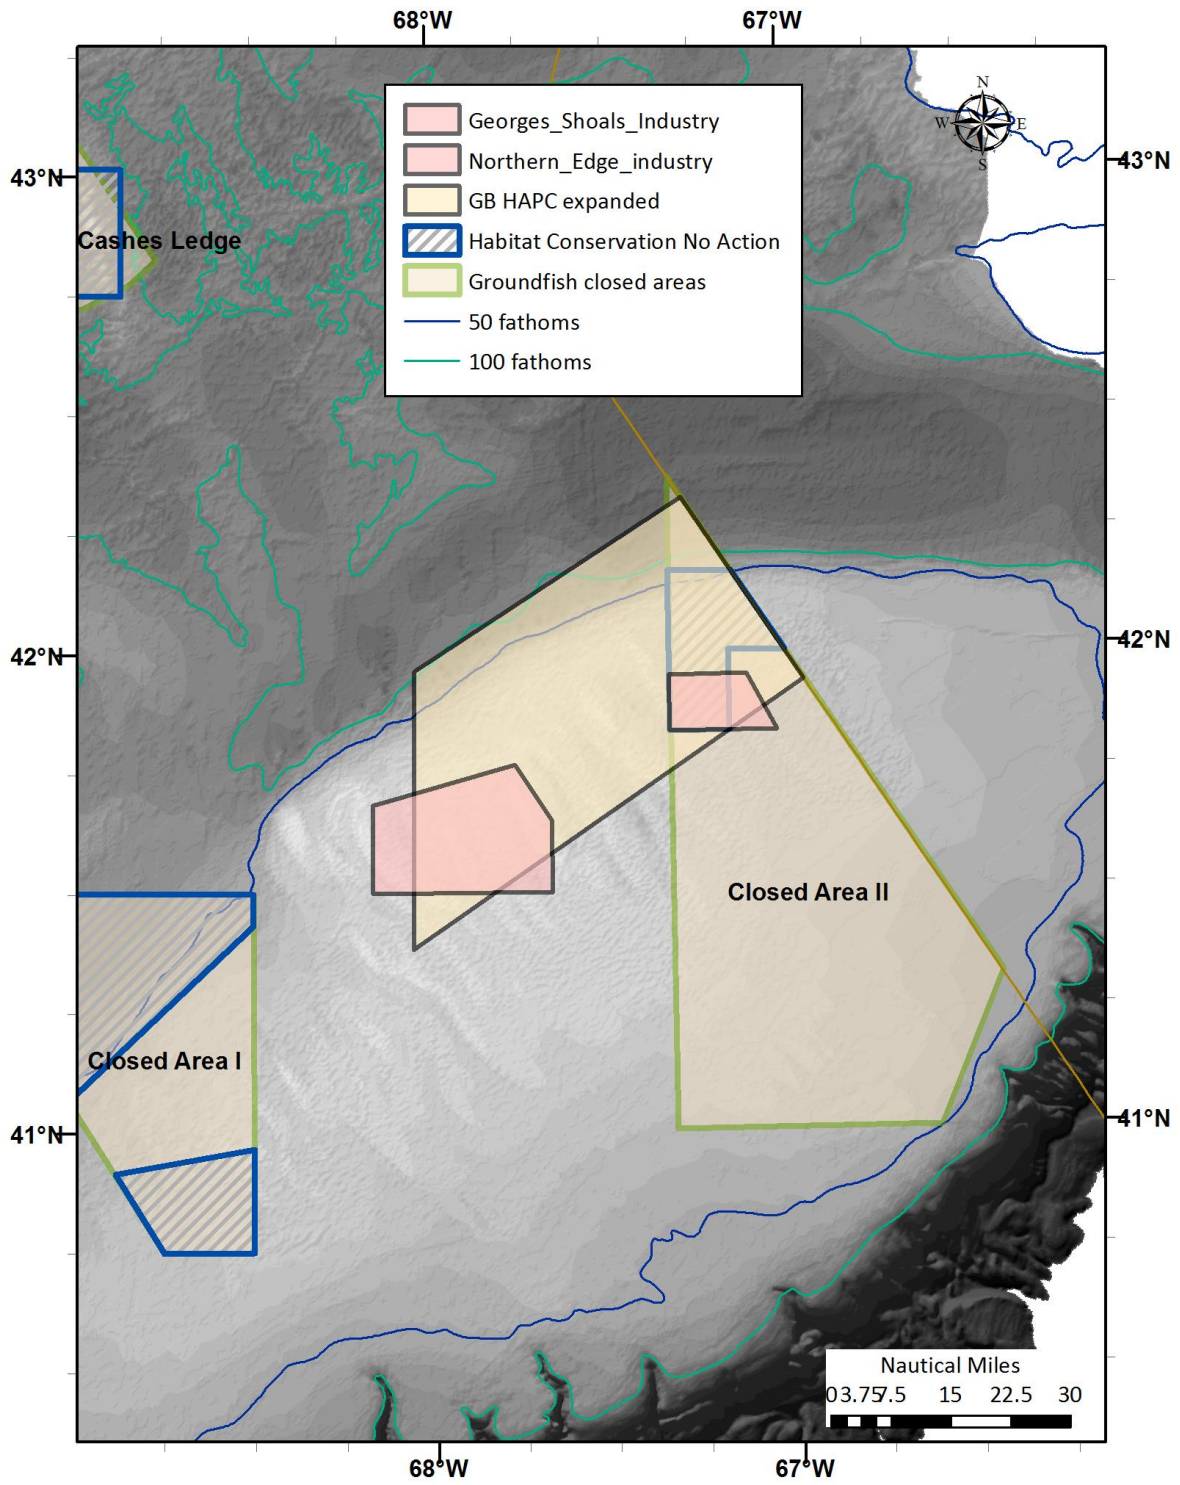 68°W 67°W
N
W E
S
Georges_Shoals_Industry
Northern_Edge_industry
GB HAPC expanded
Habitat Conservation No Action
Groundfish closed areas
50 fathoms
100 fathoms
43°N 43°N
Cashes Ledge
42°N 42°N
Closed Area II
Closed Area I
41°N 41°N
Nautical Miles
0 3.75 7.5 15 22.5 30
68°W 67°W